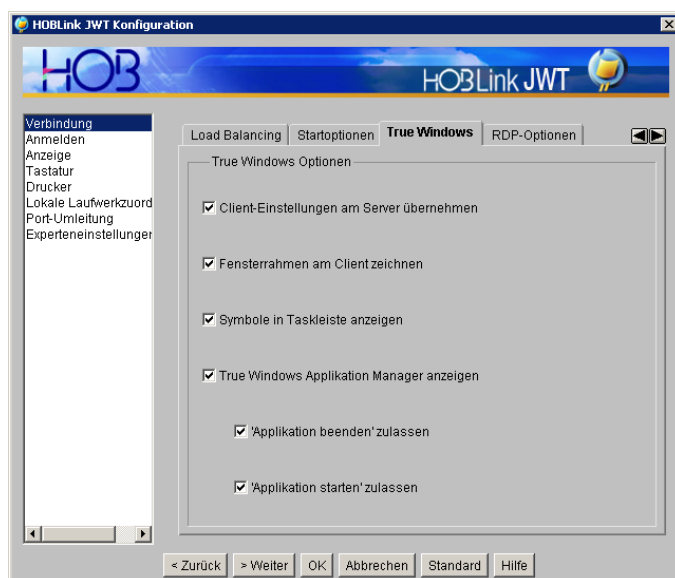 HOBLink JWT Konfiguration
HOB
HOBLink JWT
Verbindung
Anmelden
Anzeige
Tastatur
Drucker
Lokale Laufwerkzuord
Port-Umleitung
Experteneinstellunger
Load Balancing
Startoptionen
True Windows
RDP-Optionen
True Windows Optionen
Client-Einstellungen am Server übernehmen
Fensterrahmen am Client zeichnen
Symbole in Taskleiste anzeigen
True Windows Applikation Manager anzeigen
'Applikation beenden' zulassen
'Applikation starten' zulassen
< Zurück
> Weiter
OK
Abbrechen
Standard
Hilfe